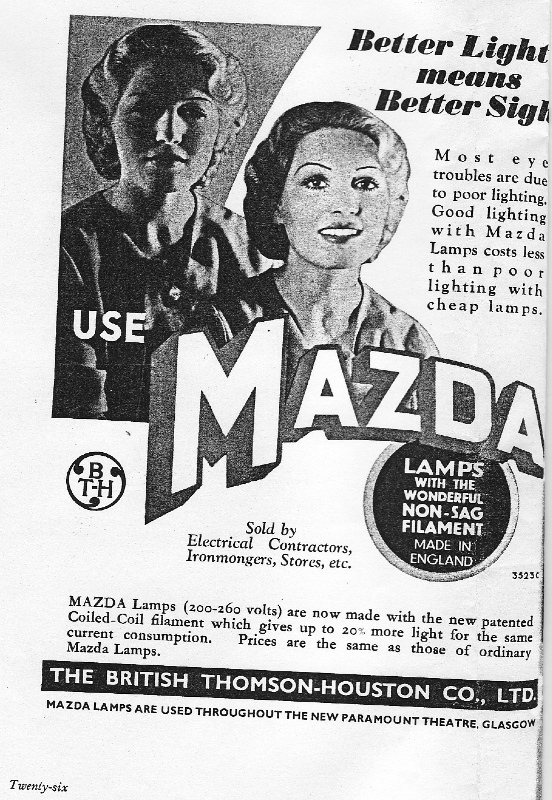 Better Light
means
Better Sigh
Most eye
troubles are due
to poor lighting.
Good lighting
with Mazda
Lamps costs less
than poor
lighting with
cheap lamps.
USE
MAZDA
B
T-H
LAMPS
WITH THE
WONDERFUL
NON-SAG
FILAMENT
MADE IN
ENGLAND
Sold by
Electrical Contractors,
Ironmongers, Stores, etc.
3523C
MAZDA Lamps (200-260 volts) are now made with the new patented
Coiled-Coil filament which gives up to 20% more light for the same
current consumption. Prices are the same as those of ordinary
Mazda Lamps.
THE BRITISH THOMSON-HOUSTON CO., LTD.
MAZDA LAMPS ARE USED THROUGHOUT THE NEW PARAMOUNT THEATRE, GLASGOW
Twenty-six